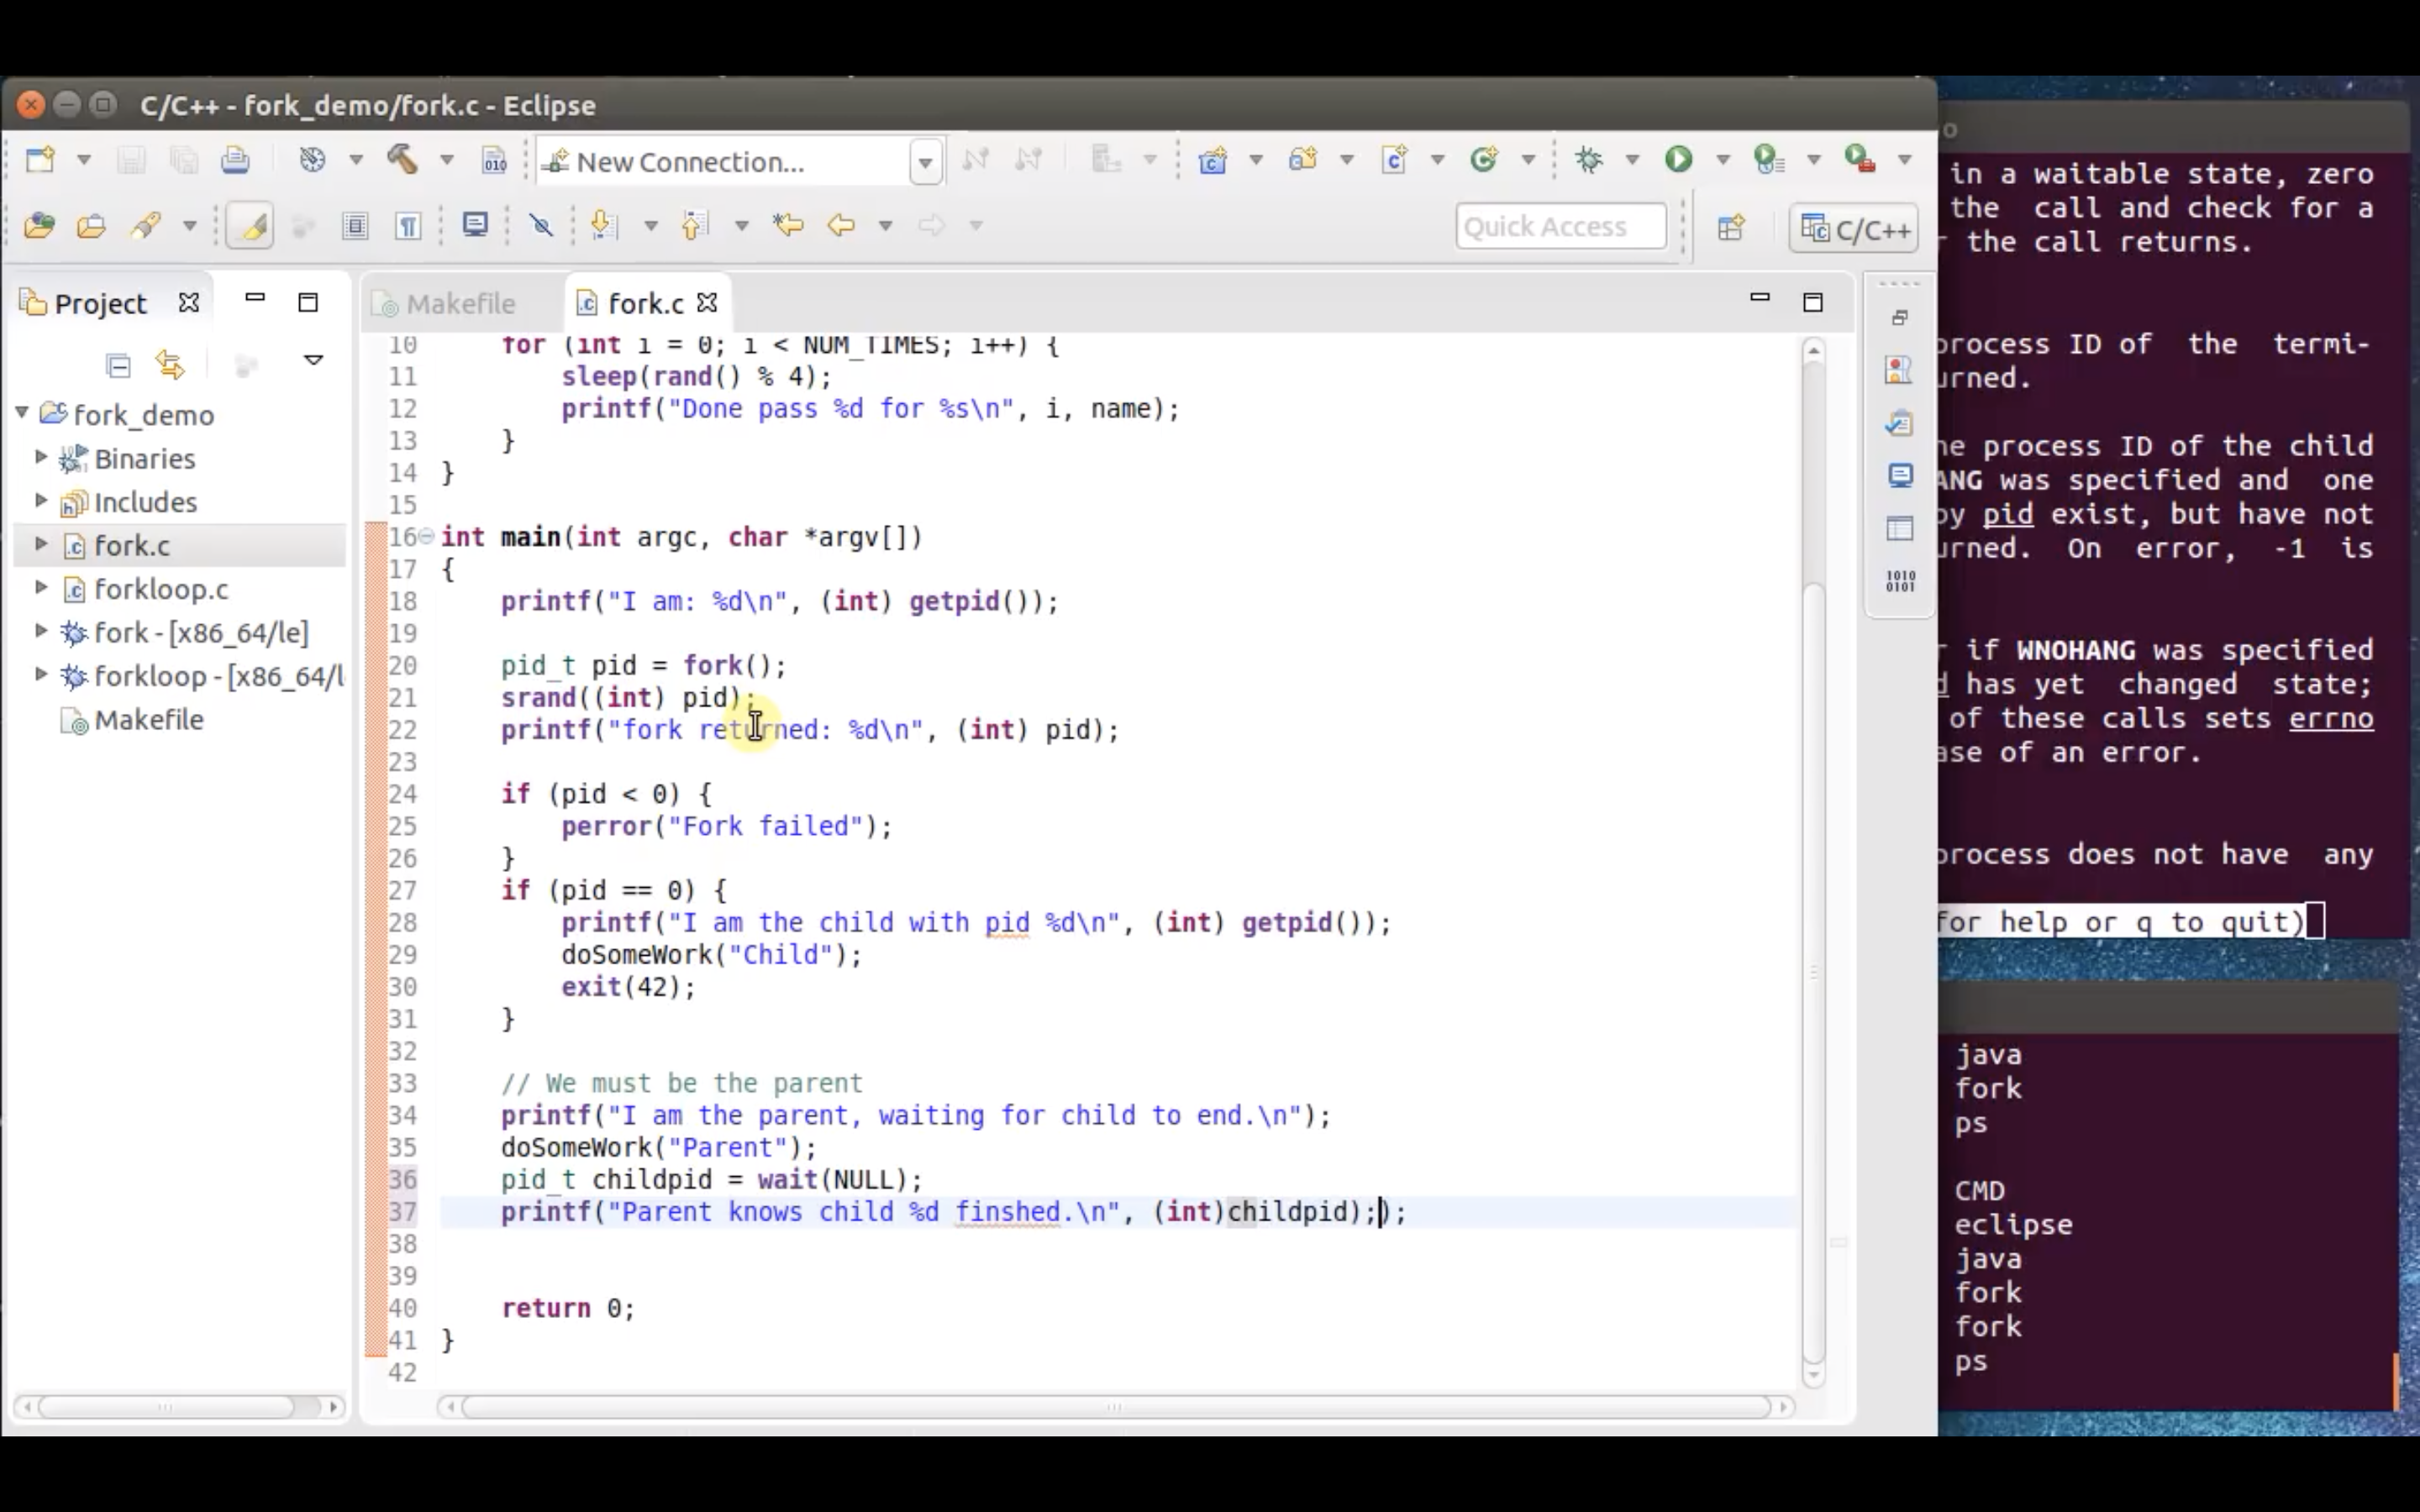 C/C++ - fork_demo/fork.c - Eclipse
New Connection...
Quick Access
C/C++
Project
fork_demo
Binaries
Includes
fork.c
forkloop.c
fork - [x86_64/le]
forkloop - [x86_64/l
Makefile
Makefile
fork.c
10 for (int i = 0; i < NUM_TIMES; i++) {
11 sleep(rand() % 4);
12 printf("Done pass %d for %s\n", i, name);
13 }
14 }
15
16 int main(int argc, char *argv[])
17 {
18 printf("I am: %d\n", (int) getpid());
19
20 pid_t pid = fork();
21 srand((int) pid);
22 printf("fork returned: %d\n", (int) pid);
23
24 if (pid < 0) {
25 perror("Fork failed");
26 }
27 if (pid == 0) {
28 printf("I am the child with pid %d\n", (int) getpid());
29 doSomeWork("Child");
30 exit(42);
31 }
32
33 // We must be the parent
34 printf("I am the parent, waiting for child to end.\n");
35 doSomeWork("Parent");
36 pid_t childpid = wait(NULL);
37 printf("Parent knows child %d finshed.\n", (int)childpid););
38
39
40 return 0;
41 }
42
1010
0101
o
in a waitable state, zero
the call and check for a
the call returns.
process ID of the termi-
urned.
he process ID of the child
ANG was specified and one
by pid exist, but have not
urned. On error, -1 is
if WNOHANG was specified
has yet changed state;
of these calls sets errno
ase of an error.
process does not have any
for help or q to quit)
java
fork
ps
CMD
eclipse
java
fork
fork
ps